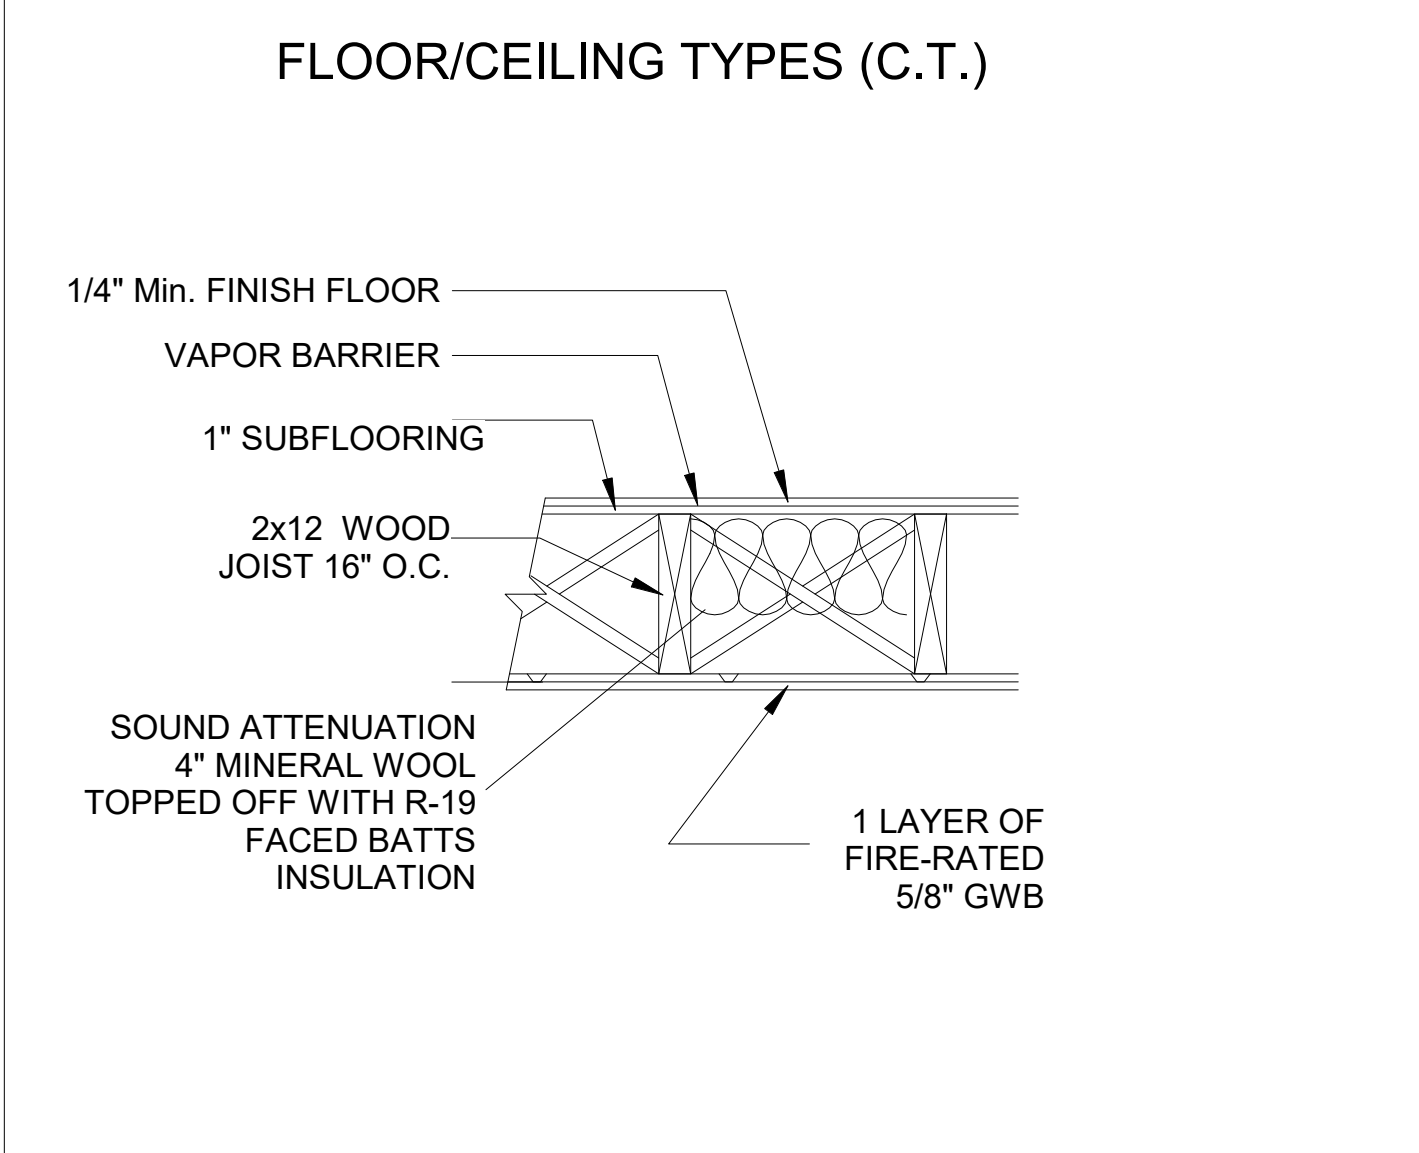 FLOOR/CEILING TYPES (C.T.)
1/4" Min. FINISH FLOOR
VAPOR BARRIER
1" SUBFLOORING
2x12  WOOD
JOIST 16" O.C.
SOUND ATTENUATION
4" MINERAL WOOL
TOPPED OFF WITH R-19
FACED BATTS
INSULATION
1 LAYER OF
FIRE-RATED
5/8" GWB